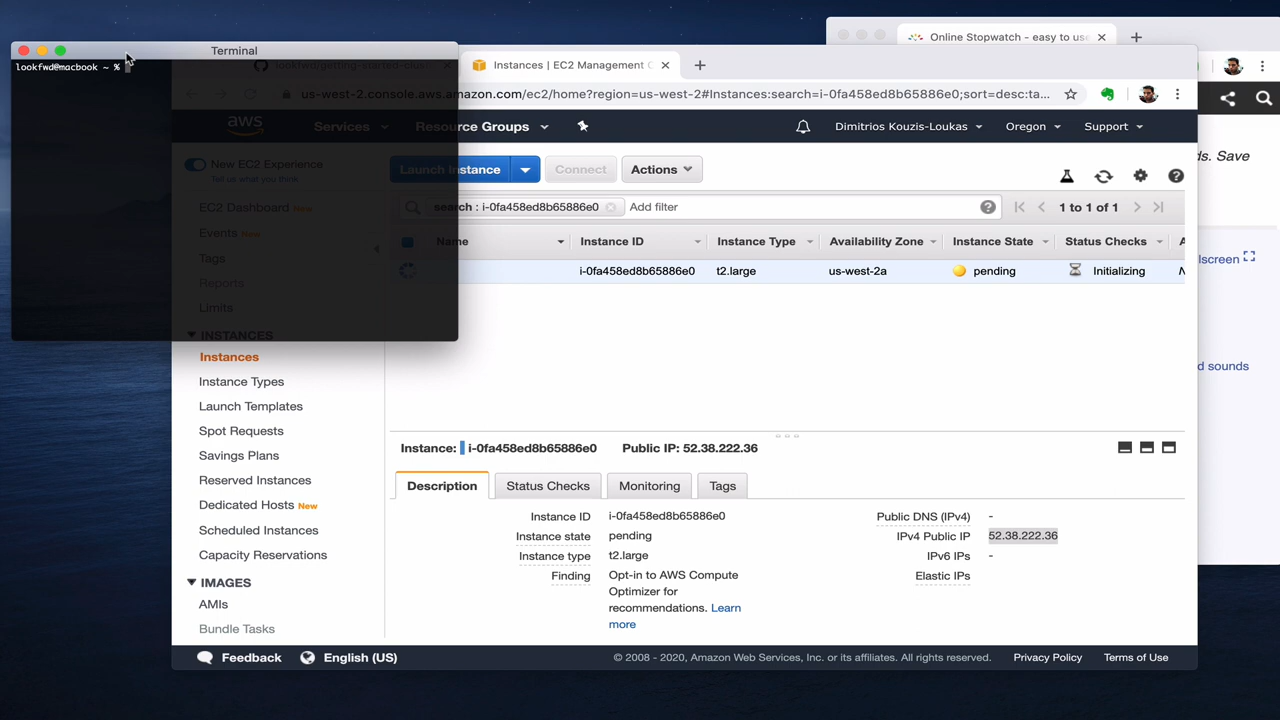 Terminal
lookfwd@macbook ~ %
Online Stopwatch - easy to use
Instances | EC2 Management C
us-west-2.console.aws.amazon.com/ec2/home?region=us-west-2#Instances:search=i-0fa458ed8b65886e0;sort=desc:ta...
aws
Services
Resource Groups
Dimitrios Kouzis-Loukas
Oregon
Support
ds. Save
New EC2 Experience
Tell us what you think
Launch Instance
Connect
Actions
EC2 Dashboard New
search : i-0fa458ed8b65886e0
Add filter
1 to 1 of 1
Events New
Name
Instance ID
Instance Type
Availability Zone
Instance State
Status Checks
A
Tags
lscreen
i-0fa458ed8b65886e0
t2.large
us-west-2a
pending
Initializing
N
Reports
Limits
INSTANCES
Instances
d sounds
Instance Types
Launch Templates
Spot Requests
Instance: i-0fa458ed8b65886e0
Public IP: 52.38.222.36
Savings Plans
Reserved Instances
Description
Status Checks
Monitoring
Tags
Dedicated Hosts New
Scheduled Instances
Capacity Reservations
Instance ID
i-0fa458ed8b65886e0
Public DNS (IPv4)
-
Instance state
pending
IPv4 Public IP
52.38.222.36
Instance type
t2.large
IPv6 IPs
-
Finding
Opt-in to AWS Compute
Optimizer for
recommendations. Learn
more
Elastic IPs
IMAGES
AMIs
Bundle Tasks
Feedback
English (US)
© 2008 - 2020, Amazon Web Services, Inc. or its affiliates. All rights reserved.
Privacy Policy
Terms of Use